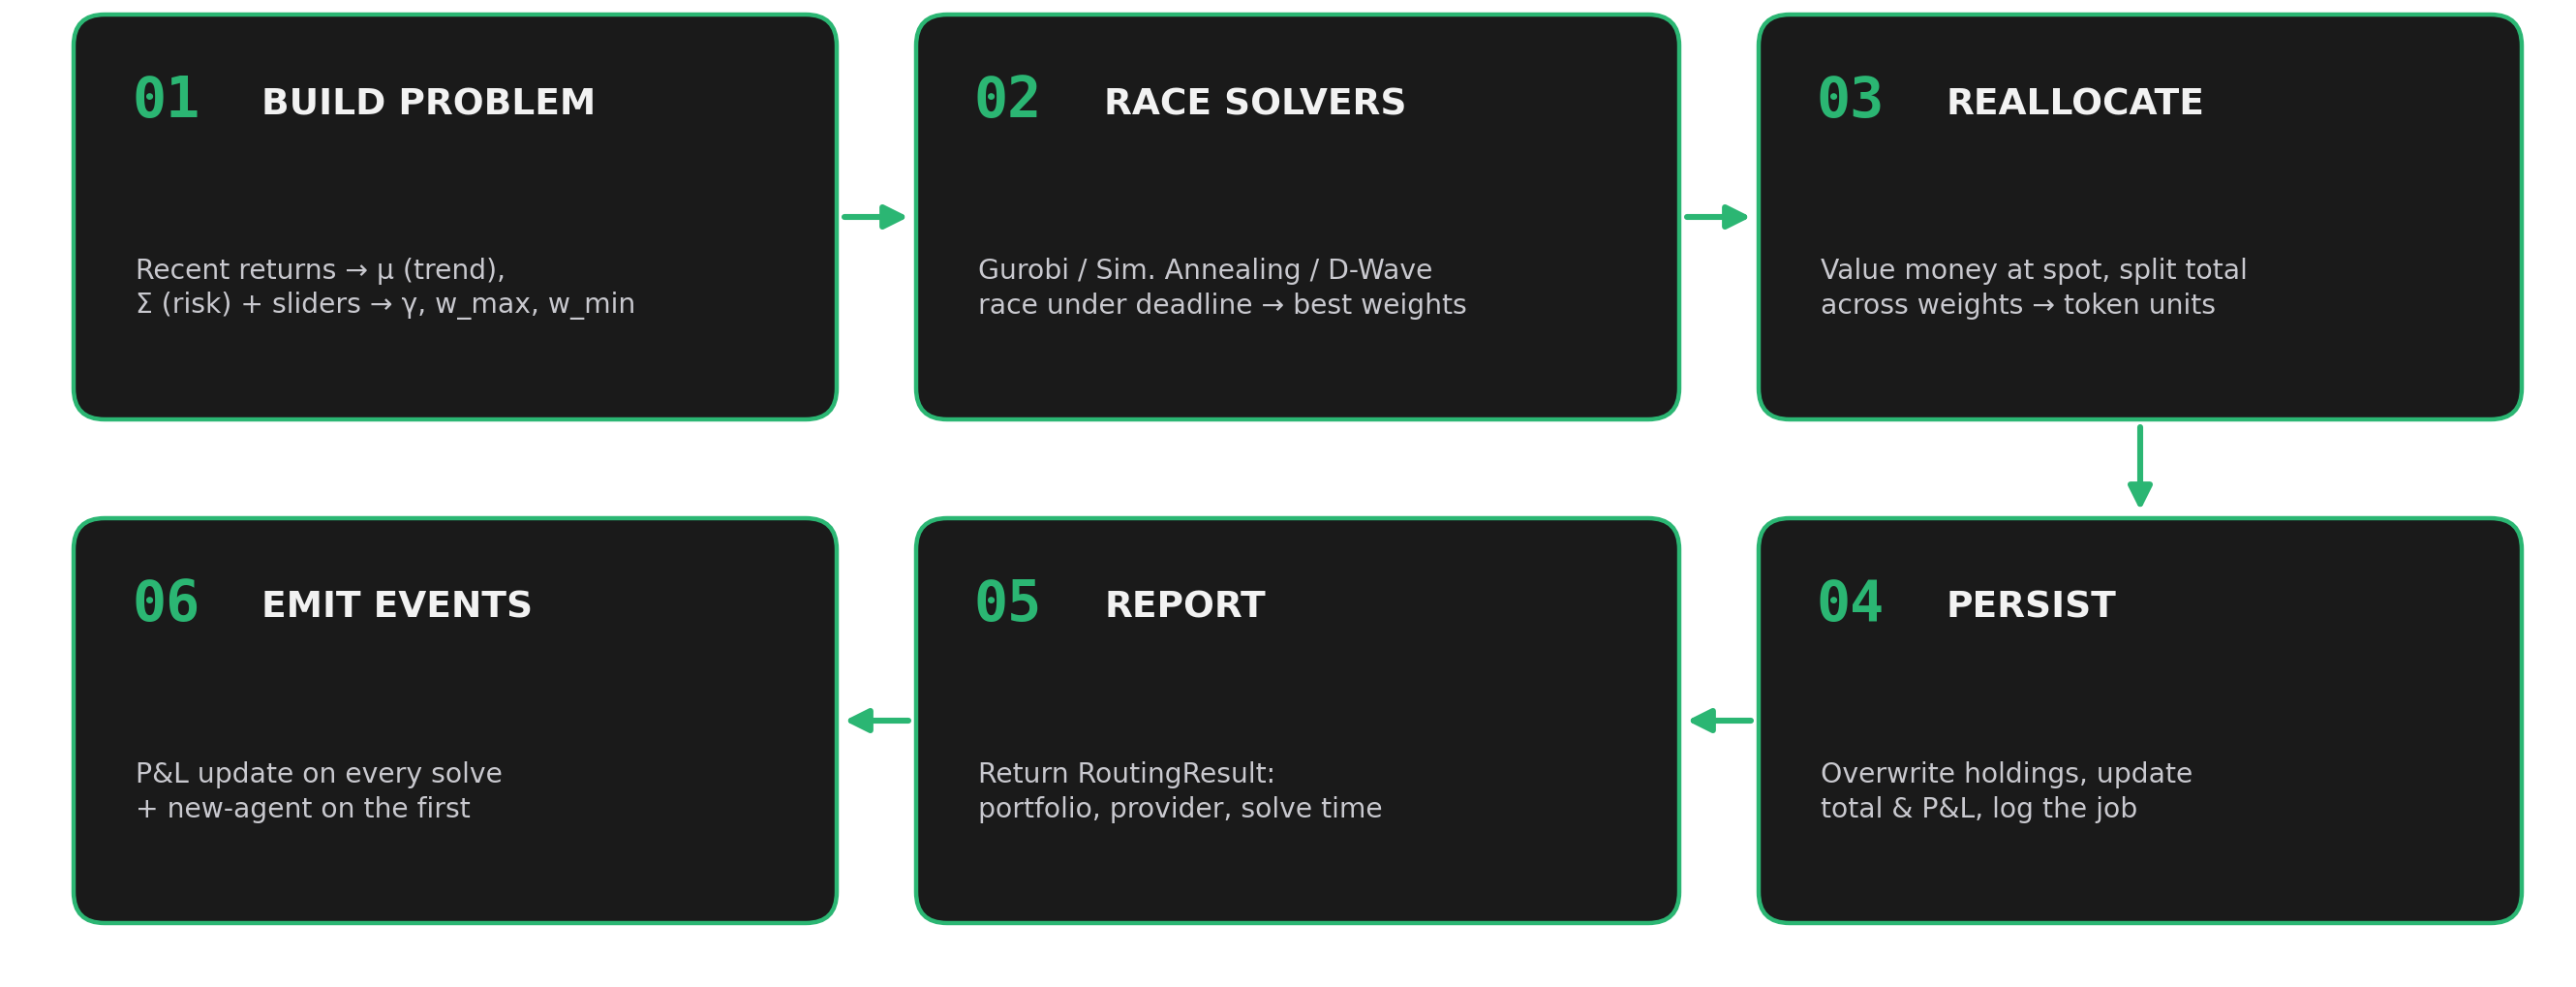 01 BUILD PROBLEM
Recent returns → μ (trend),
Σ (risk) + sliders → γ, w_max, w_min
02 RACE SOLVERS
Gurobi / Sim. Annealing / D-Wave
race under deadline → best weights
03 REALLOCATE
Value money at spot, split total
across weights → token units
04 PERSIST
Overwrite holdings, update
total & P&L, log the job
05 REPORT
Return RoutingResult:
portfolio, provider, solve time
06 EMIT EVENTS
P&L update on every solve
+ new-agent on the first